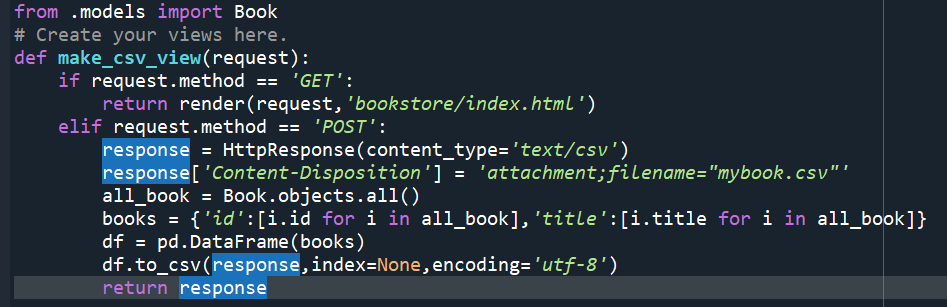 from .models import Book
# Create your views here.
def make_csv_view(request):
    if request.method == 'GET':
        return render(request,'bookstore/index.html')
    elif request.method == 'POST':
        response = HttpResponse(content_type='text/csv')
        response['Content-Disposition'] = 'attachment;filename="mybook.csv"'
        all_book = Book.objects.all()
        books = {'id':[i.id for i in all_book],'title':[i.title for i in all_book]}
        df = pd.DataFrame(books)
        df.to_csv(response,index=None,encoding='utf-8')
        return response